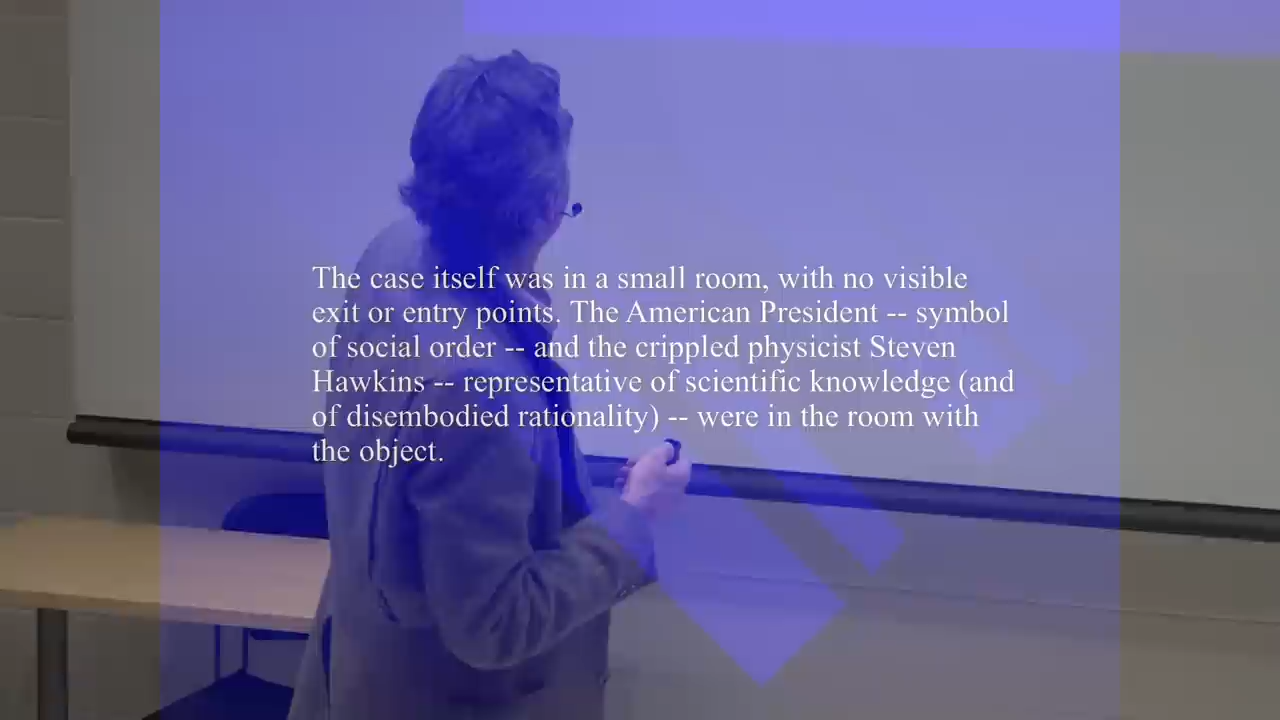 The case itself was in a small room, with no visible
exit or entry points. The American President -- symbol
of social order -- and the crippled physicist Steven
Hawkins -- representative of scientific knowledge (and
of disembodied rationality) -- were in the room with
the object.